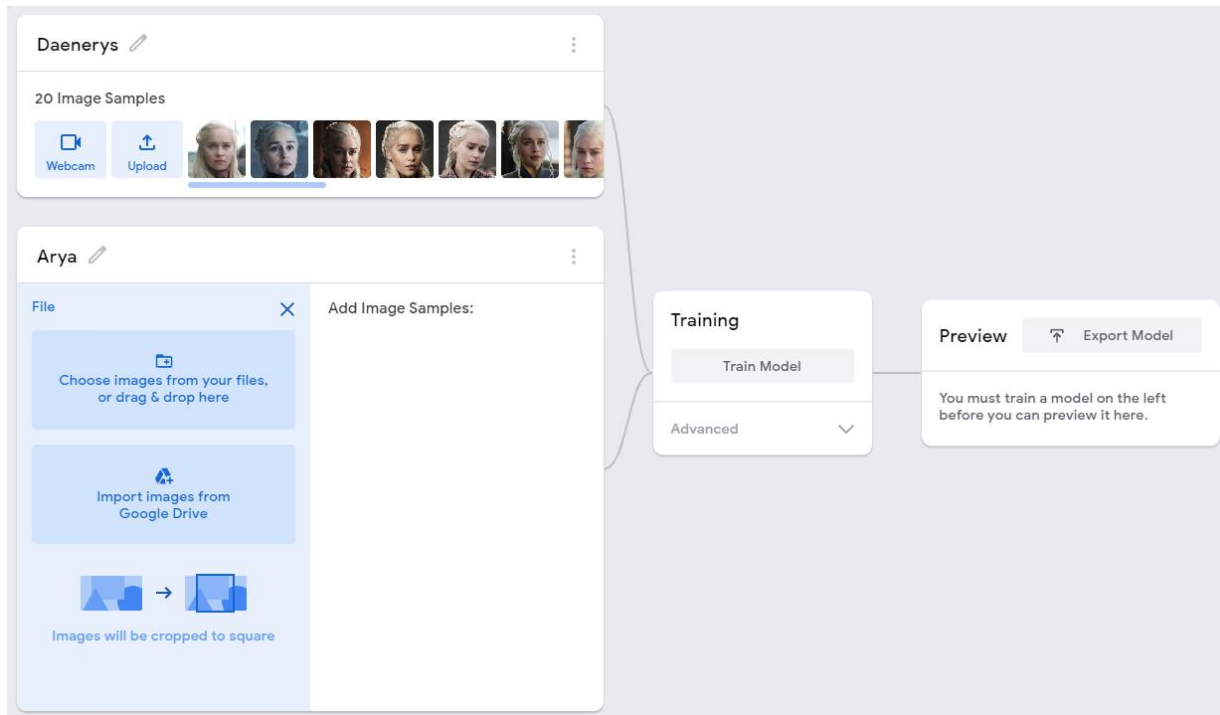 Daenerys
20 Image Samples
Webcam
Upload
Arya
File
Add Image Samples:
Choose images from your files,
or drag & drop here
Import images from
Google Drive
Images will be cropped to square
Training
Train Model
Advanced
Preview
Export Model
You must train a model on the left
before you can preview it here.